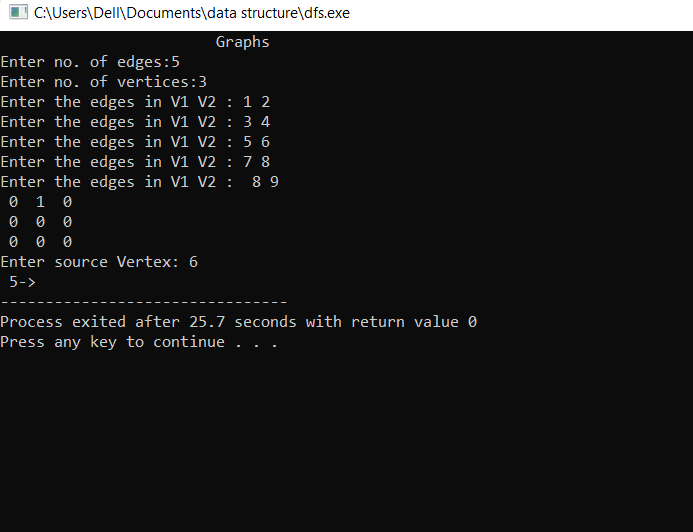 C:\Users\Dell\Documents\data structure\dfs.exe
Graphs
Enter no. of edges:5
Enter no. of vertices:3
Enter the edges in V1 V2 : 1 2
Enter the edges in V1 V2 : 3 4
Enter the edges in V1 V2 : 5 6
Enter the edges in V1 V2 : 7 8
Enter the edges in V1 V2 :  8 9
0  1  0
0  0  0
0  0  0
Enter source Vertex: 6
5->
--------------------------------
Process exited after 25.7 seconds with return value 0
Press any key to continue . . .